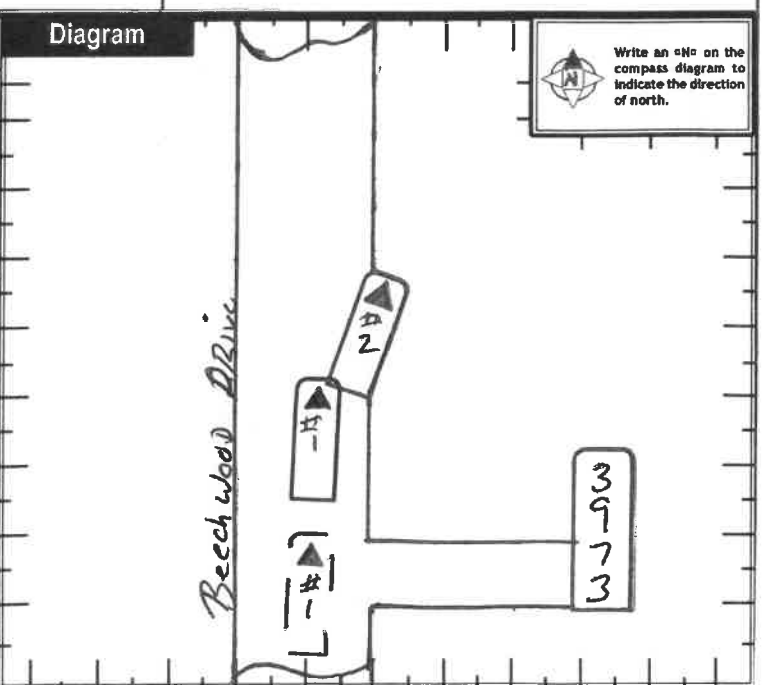 Diagram
Write an "N" on the
compass diagram to
indicate the direction
of north.
N
#2
#1
Beechwood DRive
3973
#1